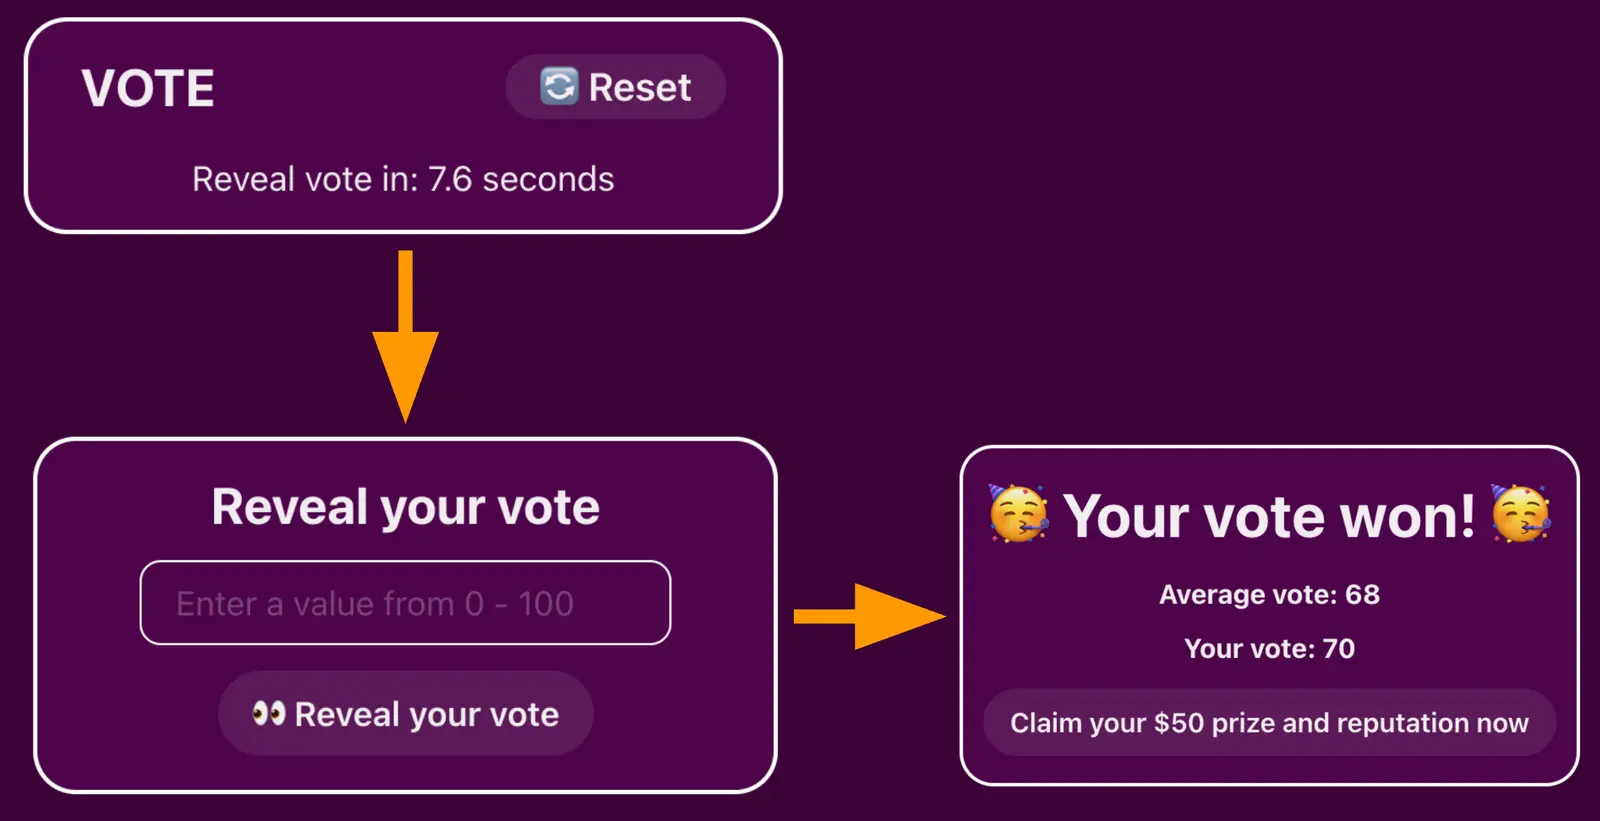 VOTE
🔄 Reset
Reveal vote in: 7.6 seconds
Reveal your vote
Enter a value from 0 - 100
👀 Reveal your vote
🥳 Your vote won! 🥳
Average vote: 68
Your vote: 70
Claim your $50 prize and reputation now